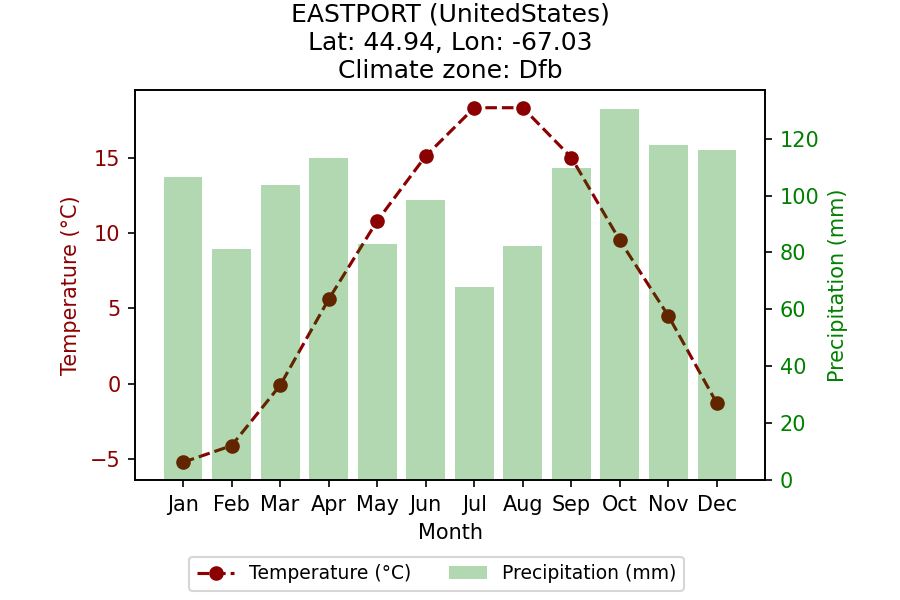 EASTPORT (UnitedStates)
Lat: 44.94, Lon: -67.03
Climate zone: Dfb
15
10
5
0
−5
Temperature (°C)
120
100
80
60
40
20
0
Precipitation (mm)
Jan Feb Mar Apr May Jun Jul Aug Sep Oct Nov Dec
Month
Temperature (°C) Precipitation (mm)